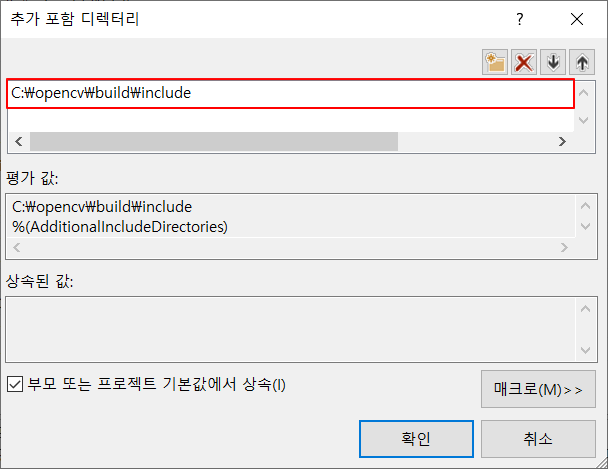 추가 포함 디렉터리
?
C:₩opencv₩build₩include
평가 값:
C:₩opencv₩build₩include
%(AdditionalIncludeDirectories)
상속된 값:
부모 또는 프로젝트 기본값에서 상속(I)
매크로(M)>>
확인
취소